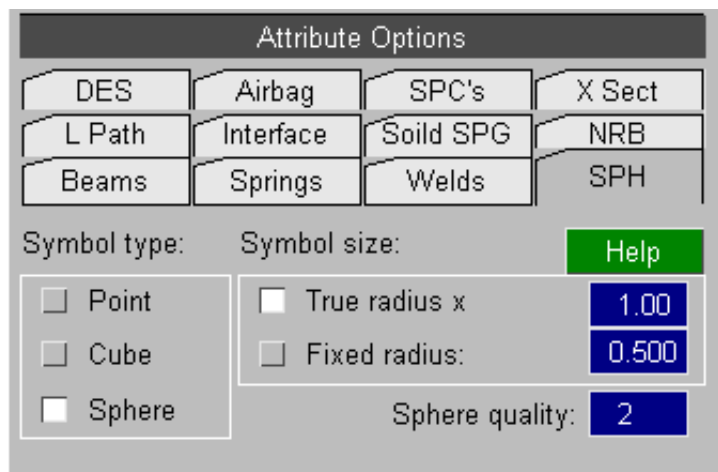 Attribute Options
DES Airbag SPC's X Sect
L Path Interface Soild SPG NRB
Beams Springs Welds SPH
Symbol type: Symbol size: Help
Point True radius x 1.00
Cube Fixed radius: 0.500
Sphere Sphere quality: 2